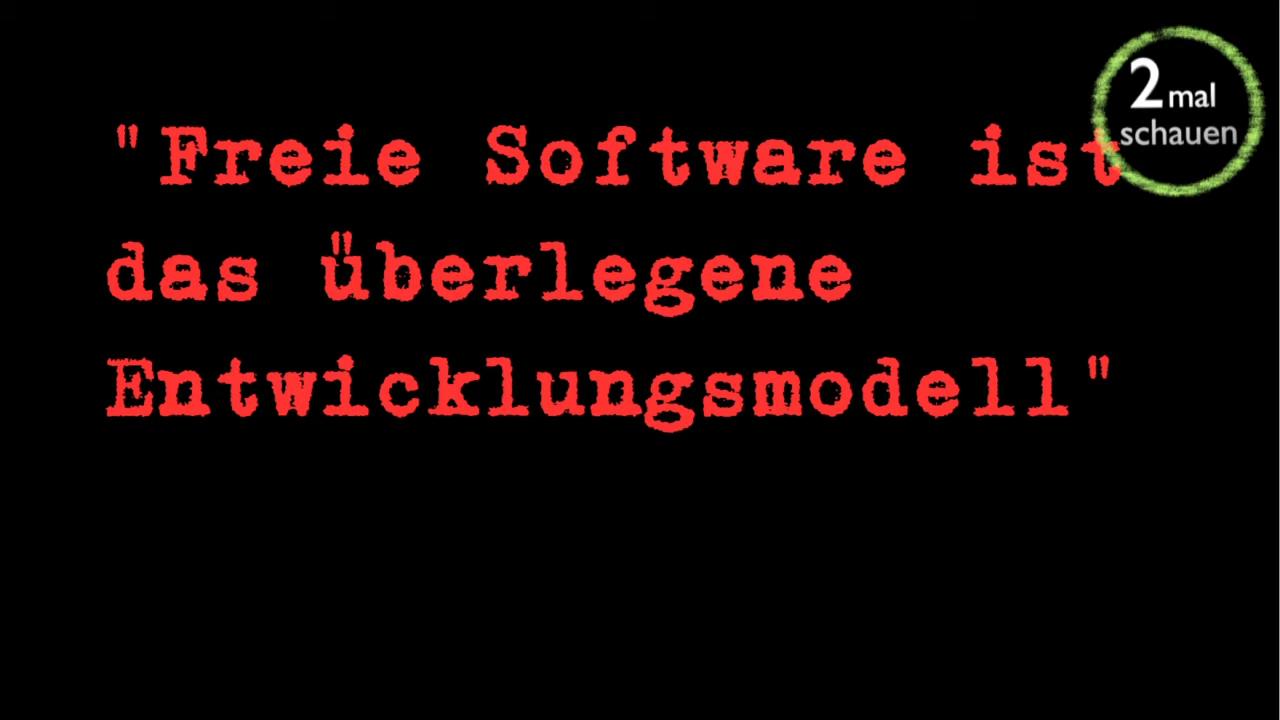 2 mal
schauen
"Freie Software ist
das überlegene
Entwicklungsmodell"